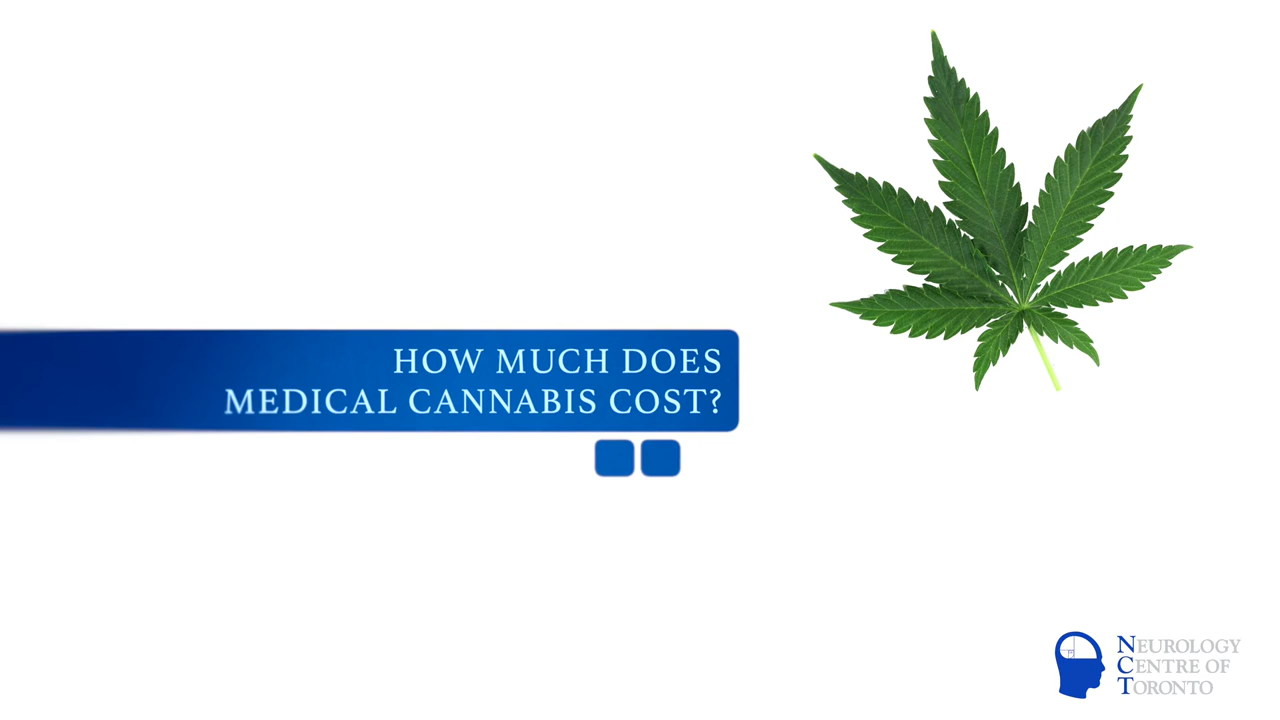 HOW MUCH DOES
MEDICAL CANNABIS COST?
NEUROLOGY
CENTRE OF
TORONTO